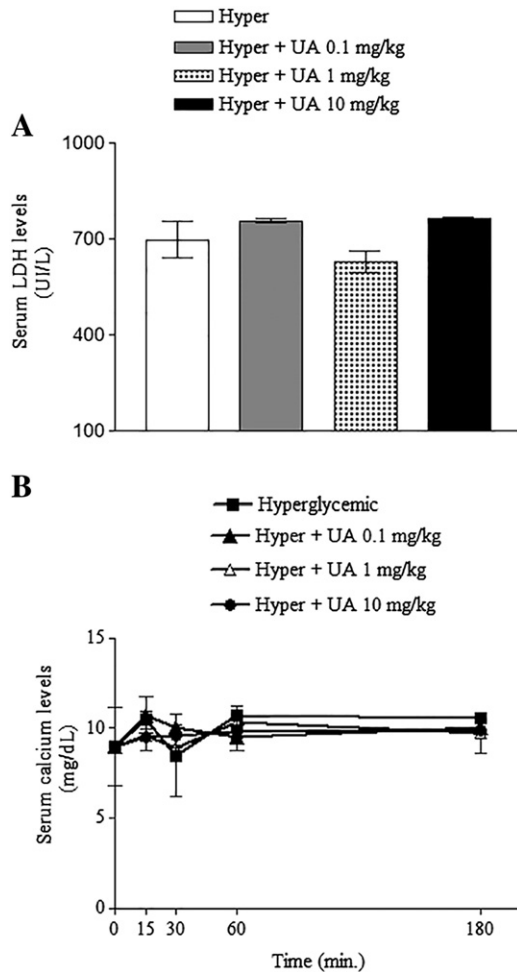 Hyper
Hyper + UA 0.1 mg/kg
Hyper + UA 1 mg/kg
Hyper + UA 10 mg/kg
A
Serum LDH levels
(UI/L)
1000
700
400
100
B
Hyperglycemic
Hyper + UA 0.1 mg/kg
Hyper + UA 1 mg/kg
Hyper + UA 10 mg/kg
Serum calcium levels
(mg/dL)
15
10
5
0
0 15 30 60 180
Time (min.)